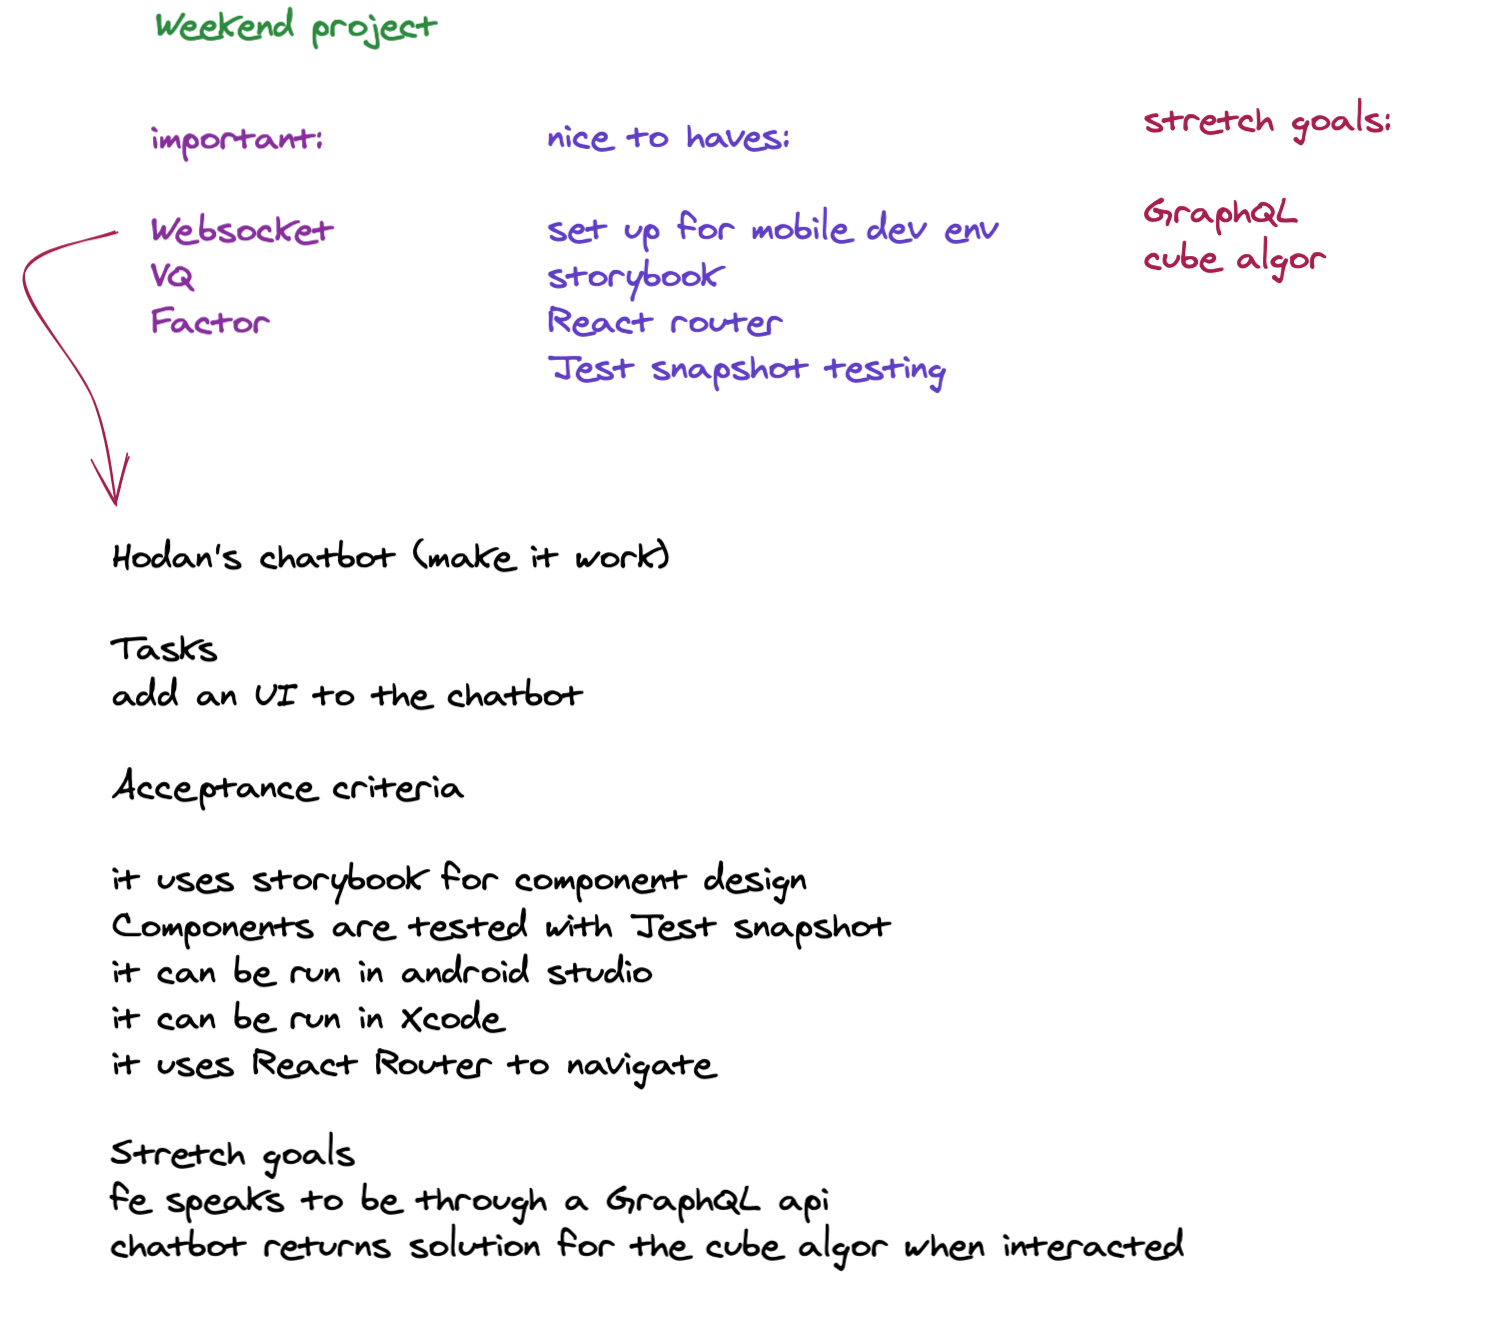 Weekend project
important:
Websocket
VQ
Factor
nice to haves:
set up for mobile dev env
storybook
React router
Jest snapshot testing
stretch goals:
GraphQL
cube algor
Hodan's chatbot (make it work)
Tasks
add an UI to the chatbot
Acceptance criteria
it uses storybook for component design
Components are tested with Jest snapshot
it can be run in android studio
it can be run in Xcode
it uses React Router to navigate
Stretch goals
fe speaks to be through a GraphQL api
chatbot returns solution for the cube algor when interacted